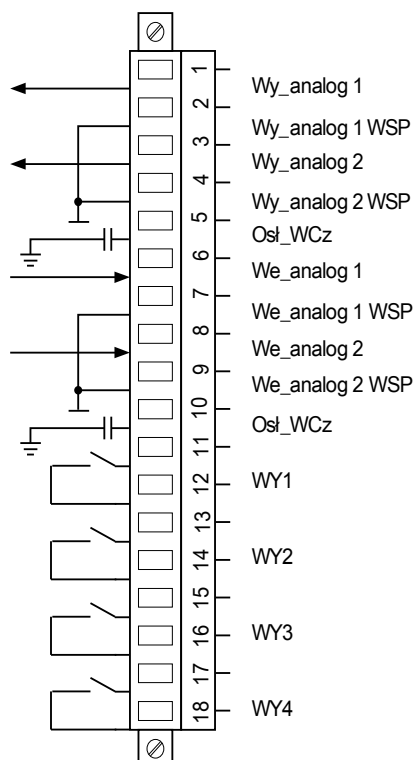 1
Wy_analog 1
2
Wy_analog 1 WSP
3
Wy_analog 2
4
Wy_analog 2 WSP
5
Osł_WCz
6
We_analog 1
7
We_analog 1 WSP
8
We_analog 2
9
We_analog 2 WSP
10
Osł_WCz
11
12 WY1
13
14 WY2
15
16 WY3
17
18 WY4